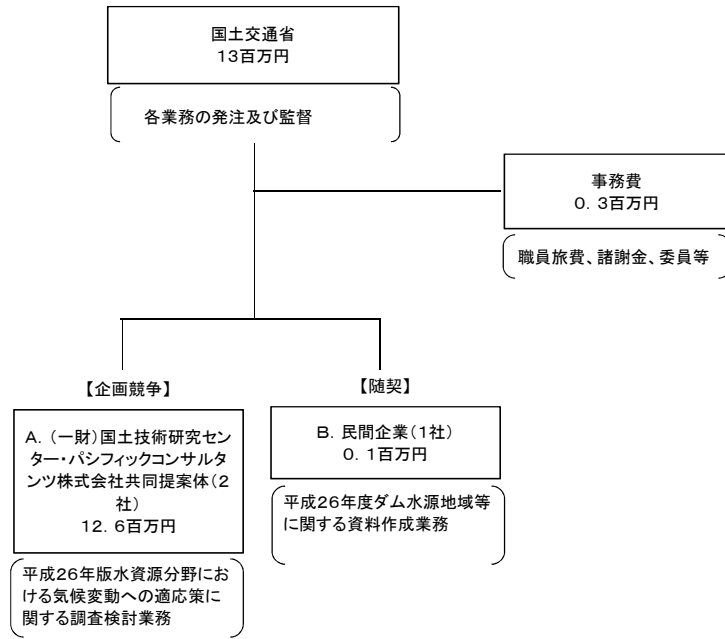 国土交通省
13百万円
各業務の発注及び監督
事務費
0．3百万円
職員旅費、諸謝金、委員等
【企画競争】
A．（一財）国土技術研究セン
ター・パシフィックコンサルタ
ンツ株式会社共同提案体（2
社）
12．6百万円
平成26年版水資源分野にお
ける気候変動への適応策に
関する調査検討業務
【随契】
B．民間企業（1社）
0．1百万円
平成26年度ダム水源地域等
に関する資料作成業務